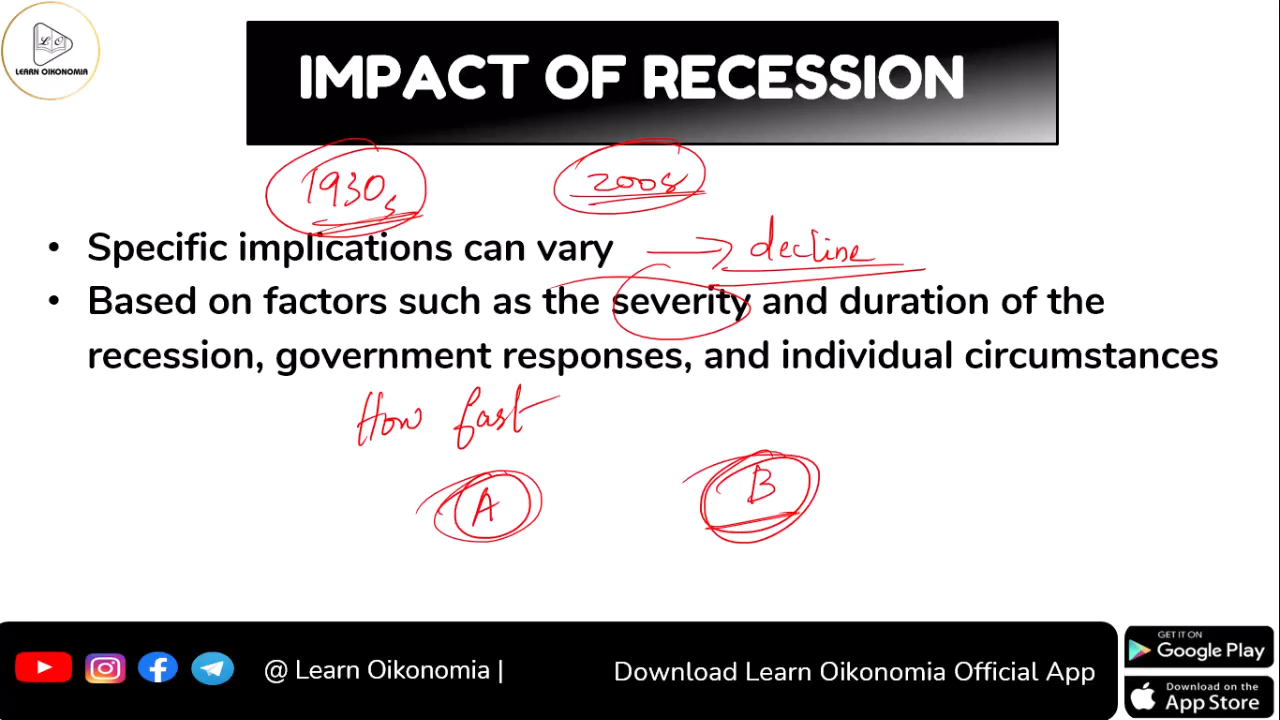 LO
LEARN OIKONOMIA
IMPACT OF RECESSION
1930s
2008
• Specific implications can vary → decline
• Based on factors such as the severity and duration of the
recession, government responses, and individual circumstances
How fast
A
B
@ Learn Oikonomia |
Download Learn Oikonomia Official App
GET IT ON
Google Play
Download on the
App Store